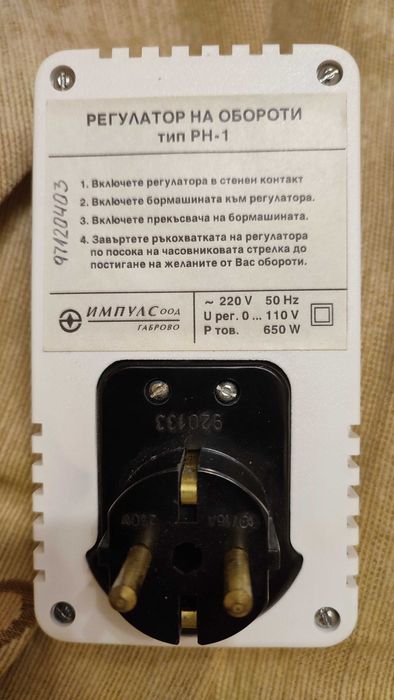 РЕГУЛАТОР НА ОБОРОТИ
тип РН-1
1. Включете регулатора в стенен контакт
2. Включете бормашината към регулатора.
3. Включете прекъсвача на бормашината.
4. Завъртете ръкохватката на регулатора
по посока на часовниковата стрелка до
постигане на желаните от Вас обороти.
97120403
ИМПУЛС ООД
ГАБРОВО
~ 220 V 50 Hz
U рег. 0 ... 110 V
P тов. 650 W
920133